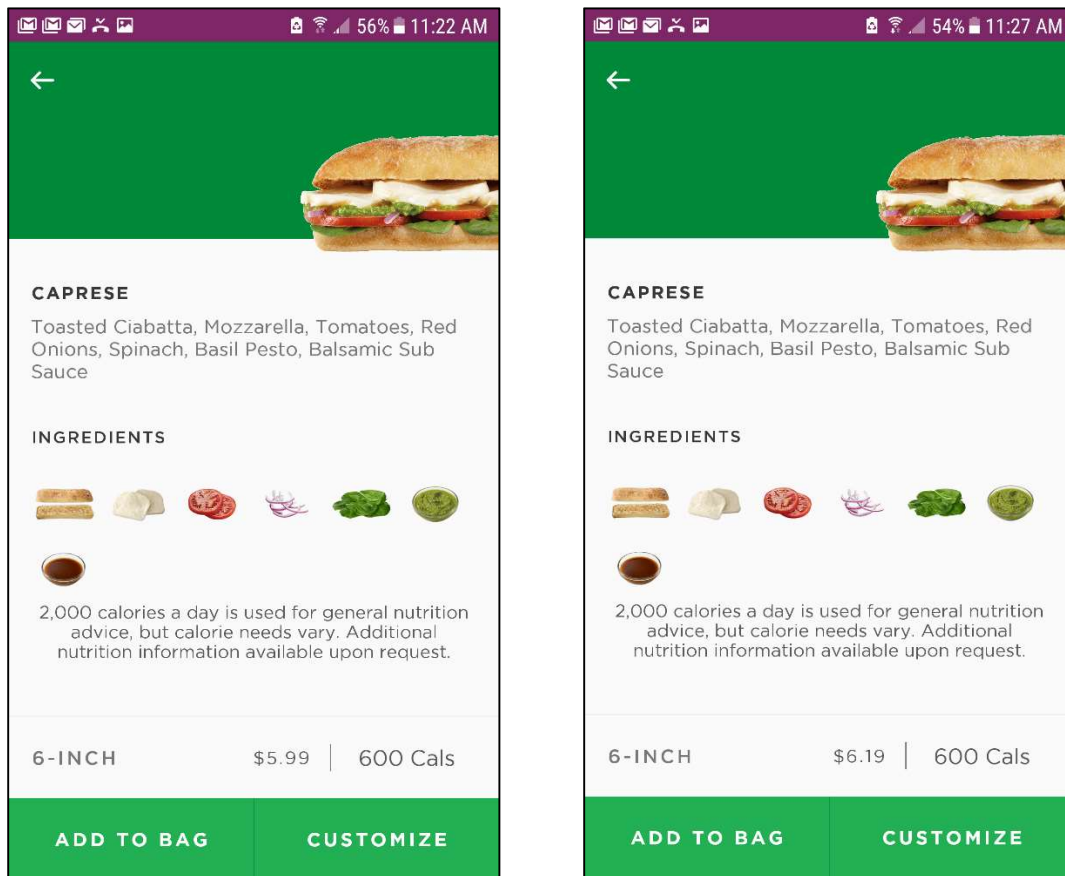 56% 11:22 AM
CAPRESE
Toasted Ciabatta, Mozzarella, Tomatoes, Red
Onions, Spinach, Basil Pesto, Balsamic Sub
Sauce
INGREDIENTS
2,000 calories a day is used for general nutrition
advice, but calorie needs vary. Additional
nutrition information available upon request.
6-INCH $5.99 600 Cals
ADD TO BAG CUSTOMIZE
54% 11:27 AM
CAPRESE
Toasted Ciabatta, Mozzarella, Tomatoes, Red
Onions, Spinach, Basil Pesto, Balsamic Sub
Sauce
INGREDIENTS
2,000 calories a day is used for general nutrition
advice, but calorie needs vary. Additional
nutrition information available upon request.
6-INCH $6.19 600 Cals
ADD TO BAG CUSTOMIZE